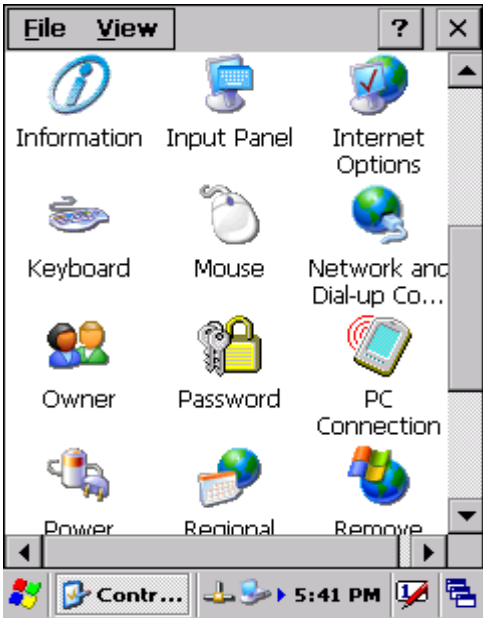 File View ? ×
Information Input Panel Internet Options
Keyboard Mouse Network and Dial-up Co...
Owner Password PC Connection
Power Regional Remove
Contr... 5:41 PM